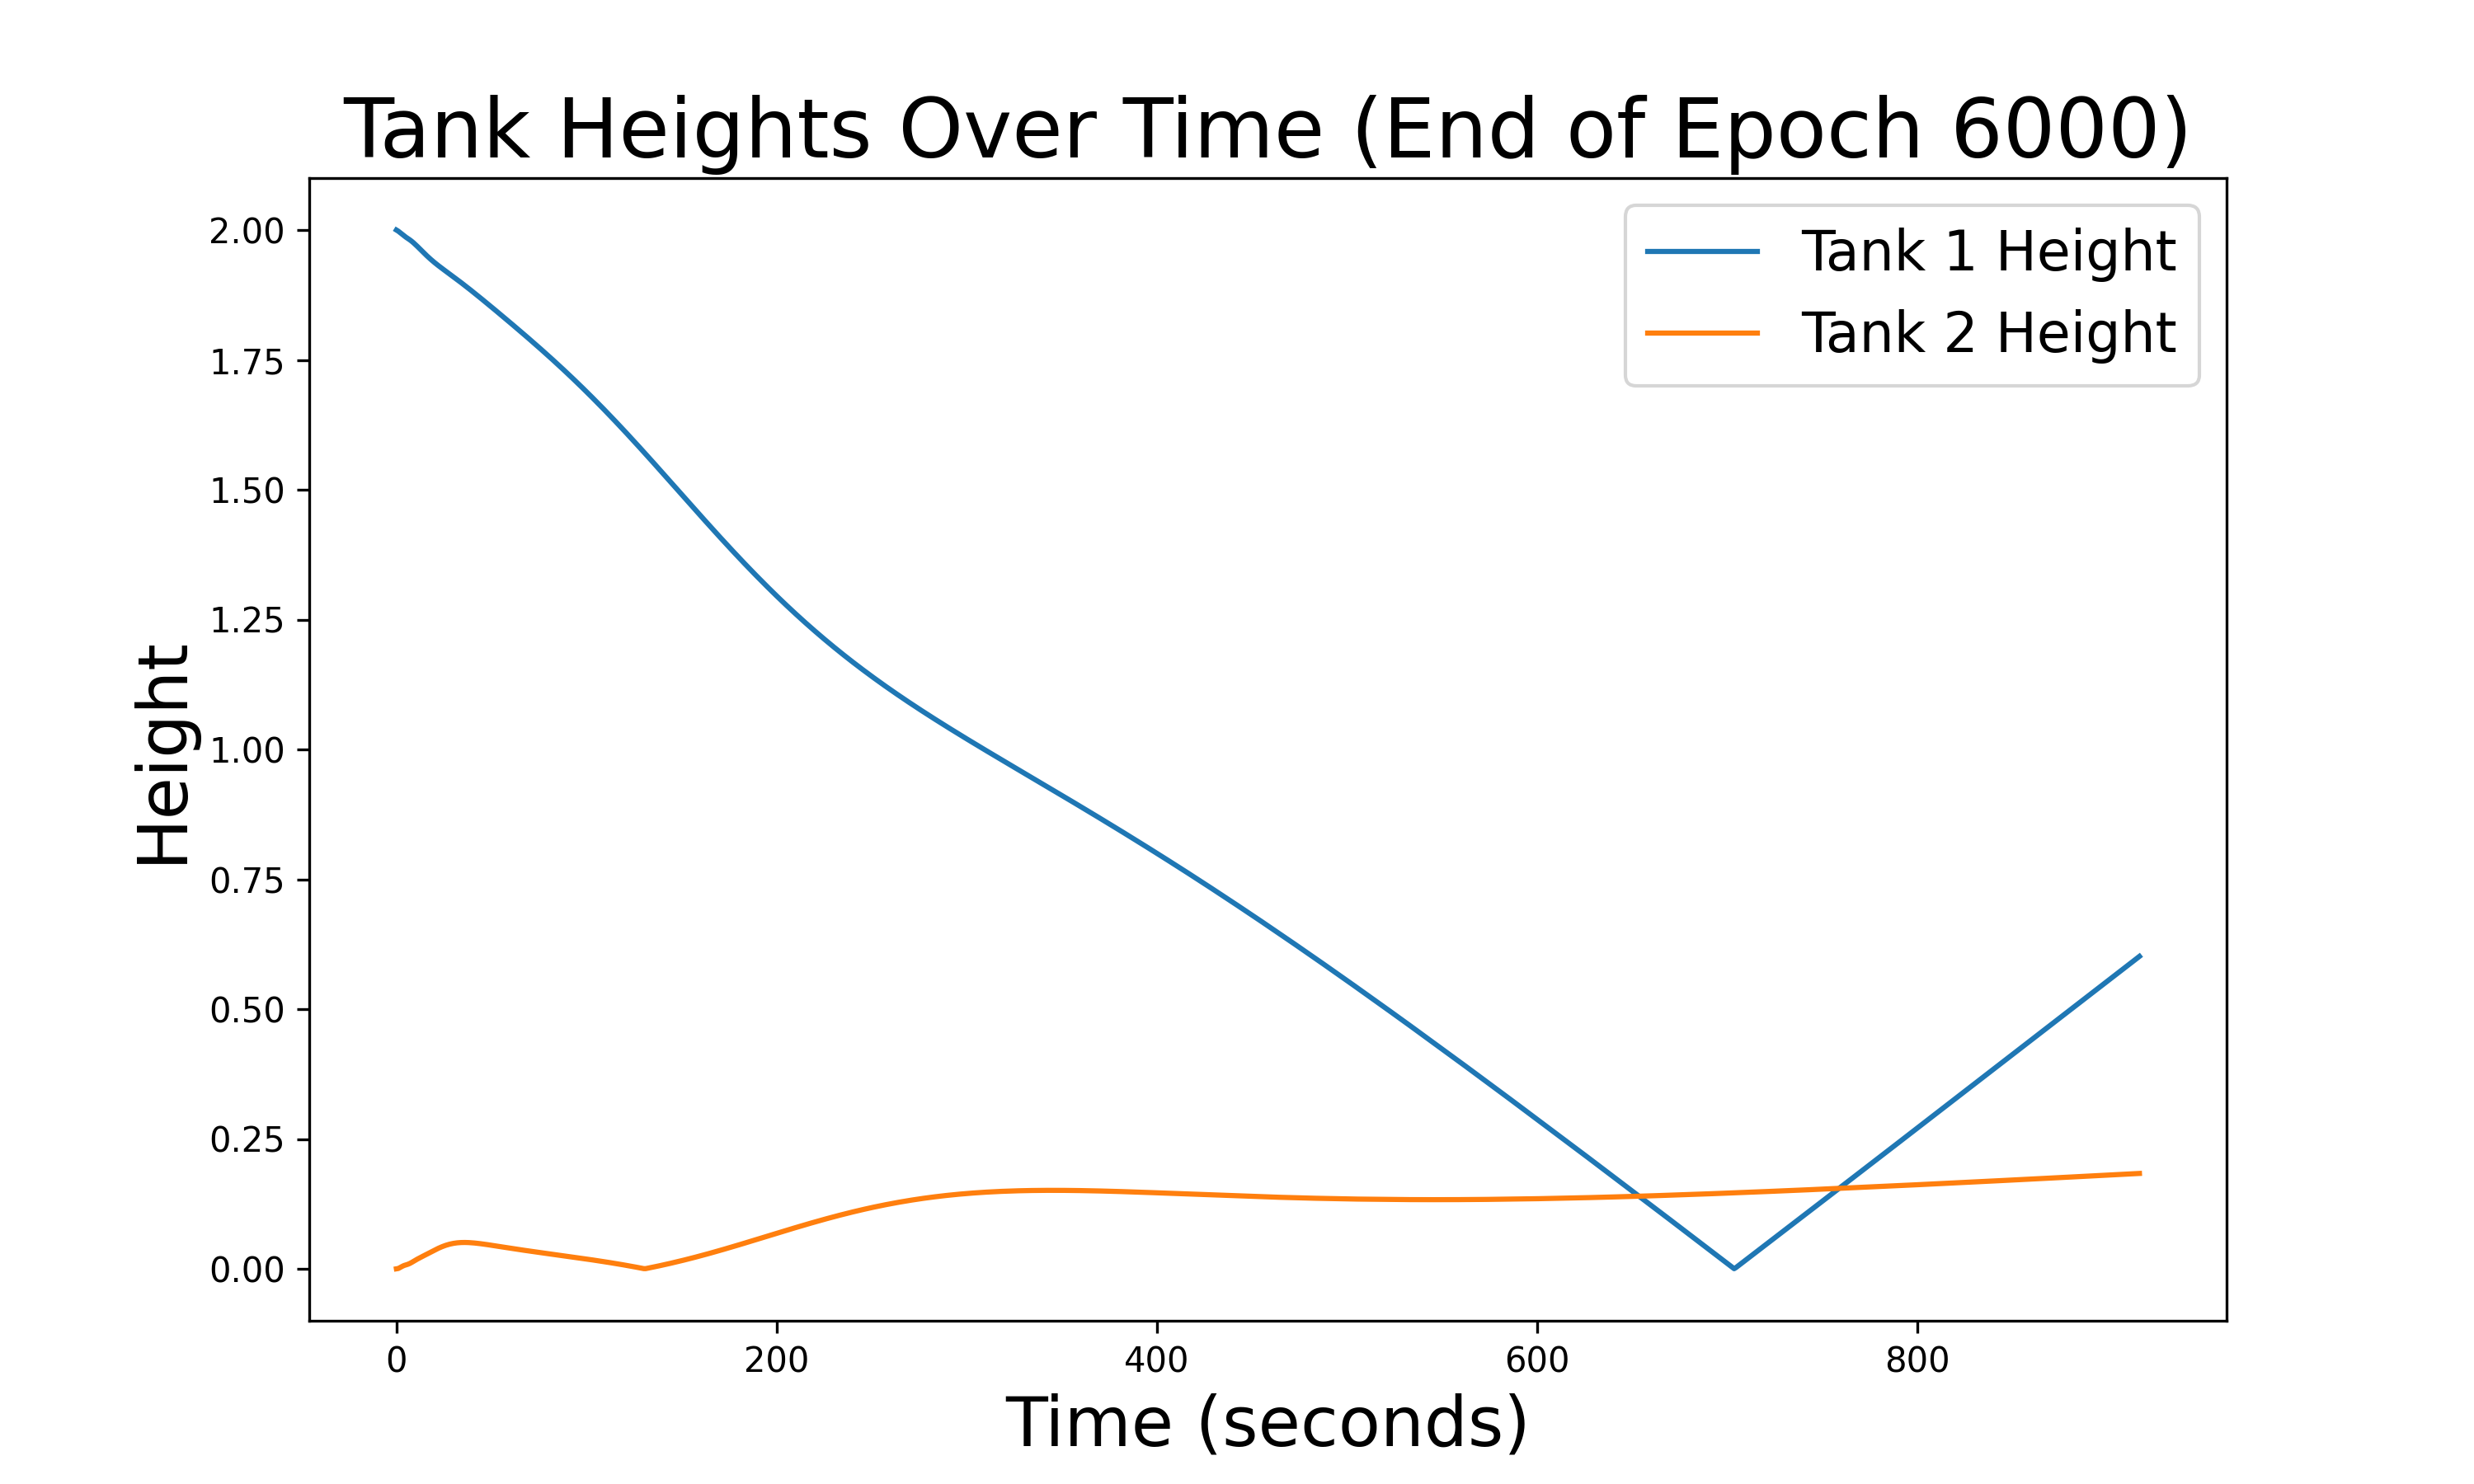 Tank Heights Over Time (End of Epoch 6000)
Tank 1 Height
Tank 2 Height
Height
2.00
1.75
1.50
1.25
1.00
0.75
0.50
0.25
0.00
0 200 400 600 800
Time (seconds)